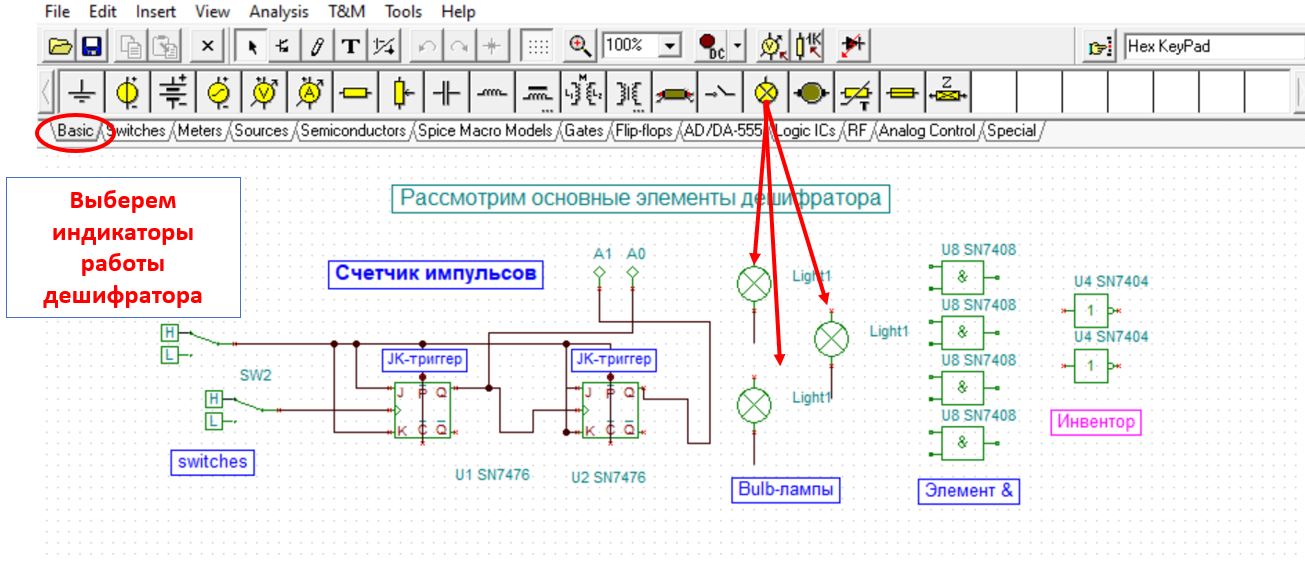 File Edit Insert View Analysis T&M Tools Help
T 100% DC 1K Hex KeyPad
M Z
T
Basic Switches Meters Sources Semiconductors Spice Macro Models Gates Flip-flops AD/DA-555 Logic ICs RF Analog Control Special
Выберем
индикаторы
работы
дешифратора
Рассмотрим основные элементы дешифратора
Счетчик импульсов
A1 A0
H
L
SW2
H
L
switches
JK-триггер
J P Q
K C Q
U1 SN7476
JK-триггер
J P Q
K C Q
U2 SN7476
Light1
Light1
Light1
Bulb-лампы
U8 SN7408
&
U8 SN7408
&
U8 SN7408
&
U8 SN7408
&
Элемент &
U4 SN7404
1
U4 SN7404
1
Инвентор